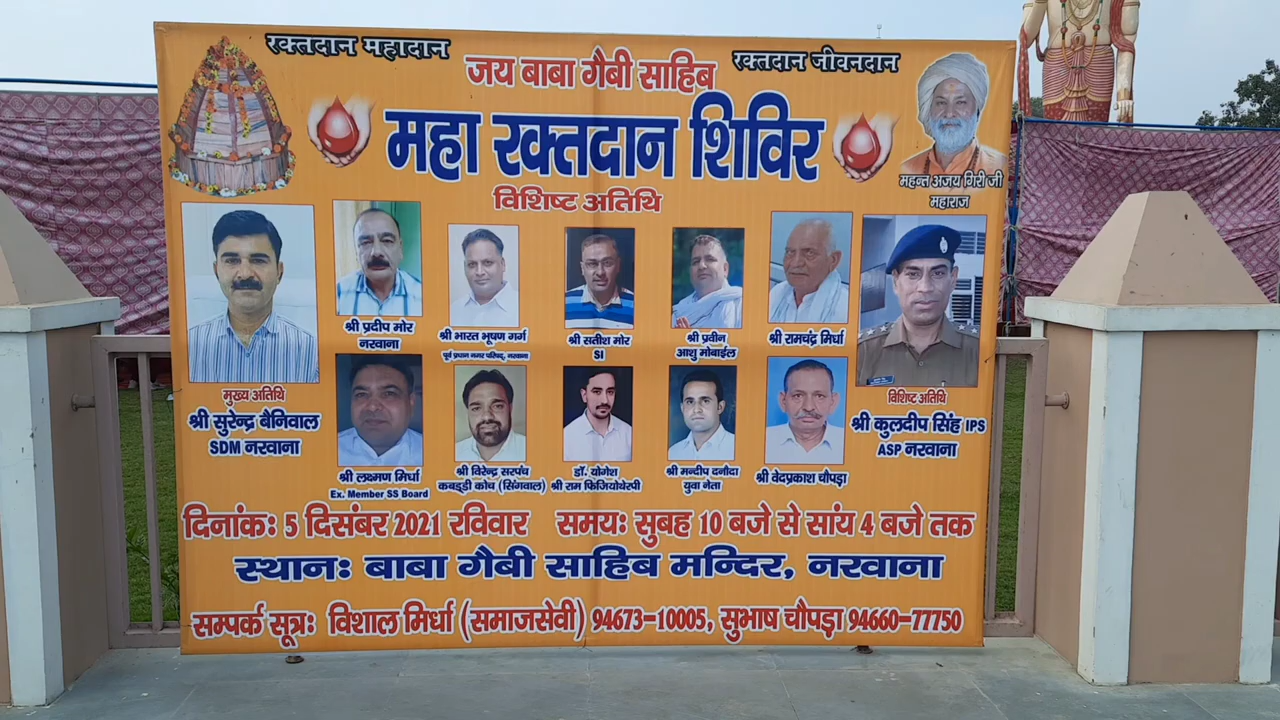 रक्तदान महादान
जय बाबा गैबी साहिब
रक्तदान जीवनदान
महा रक्तदान शिविर
महन्त अजय गिरी जी
महाराज
विशिष्ट अतिथि
श्री प्रदीप मोर
नरवाना
श्री भारत भूषण गर्ग
पूर्व प्रधान नगर परिषद्, नरवाना
श्री सतीश मोर
SI
श्री प्रवीन
आशु मोबाईल
श्री रामचंद्र मिर्धा
मुख्य अतिथि
श्री सुरेन्द्र बैनिवाल
SDM नरवाना
विशिष्ट अतिथि
श्री कुलदीप सिंह IPS
ASP नरवाना
श्री लक्ष्मण मिर्धा
Ex. Member SS Board
श्री विरेन्द्र सरपंच
कबड्डी कोच (सिंगवाल)
डॉ. योगेश
श्री राम फिजियोथेरपी
श्री मन्दीप दनौदा
युवा नेता
श्री वेदप्रकाश चौपड़ा
दिनांकः 5 दिसंबर 2021 रविवार समयः सुबह 10 बजे से सांय 4 बजे तक
स्थानः बाबा गैबी साहिब मन्दिर, नरवाना
सम्पर्क सूत्रः विशाल मिर्धा (समाजसेवी) 94673-10005, सुभाष चौपड़ा 94660-77750